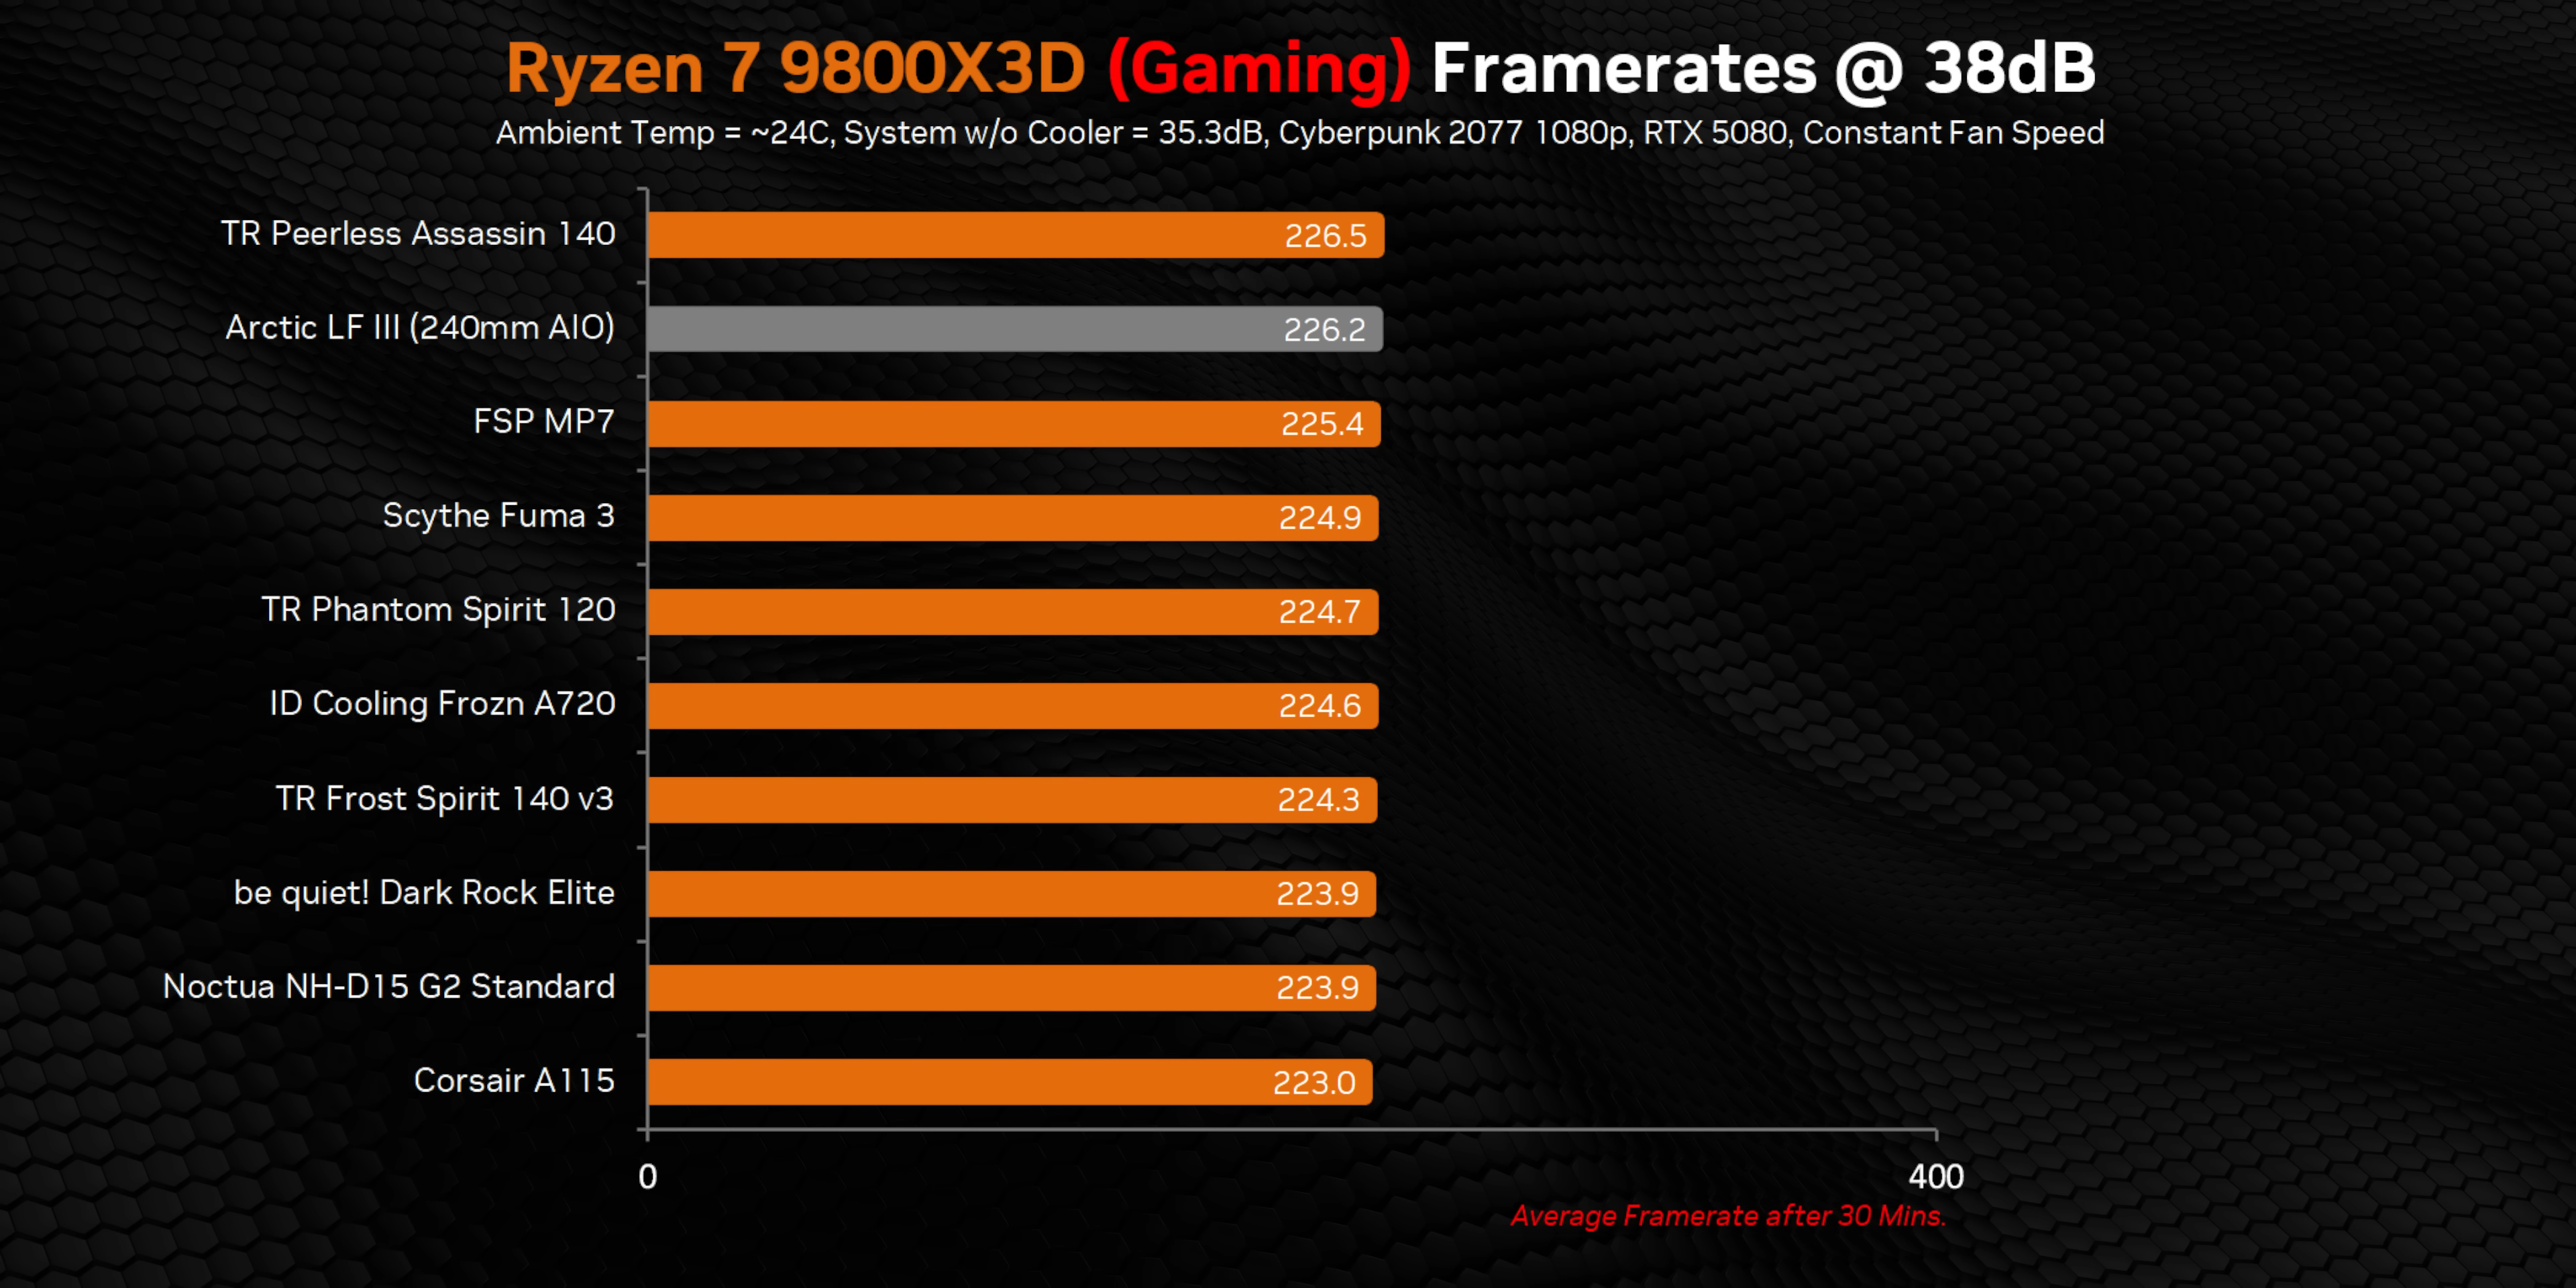 Ryzen 7 9800X3D (Gaming) Framerates @ 38dB
Ambient Temp = ~24C, System w/o Cooler = 35.3dB, Cyberpunk 2077 1080p, RTX 5080, Constant Fan Speed
TR Peerless Assassin 140 226.5
Arctic LF III (240mm AIO) 226.2
FSP MP7 225.4
Scythe Fuma 3 224.9
TR Phantom Spirit 120 224.7
ID Cooling Frozn A720 224.6
TR Frost Spirit 140 v3 224.3
be quiet! Dark Rock Elite 223.9
Noctua NH-D15 G2 Standard 223.9
Corsair A115 223.0
0 400
Average Framerate after 30 Mins.